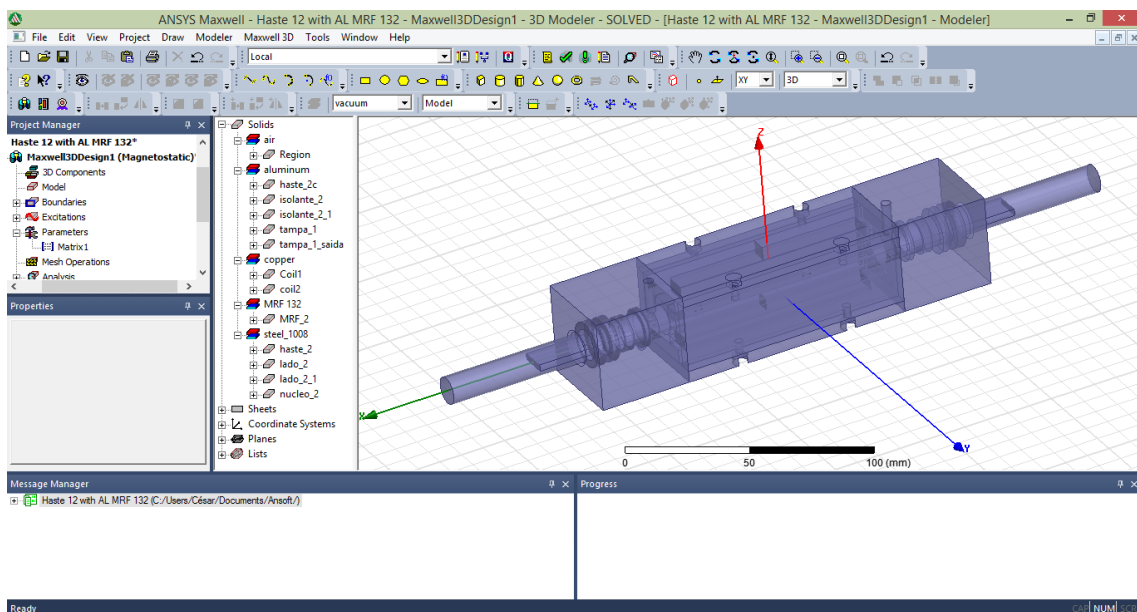 ANSYS Maxwell - Haste 12 with AL MRF 132 - Maxwell3DDesign1 - 3D Modeler - SOLVED - [Haste 12 with AL MRF 132 - Maxwell3DDesign1 - Modeler]
File Edit View Project Draw Modeler Maxwell 3D Tools Window Help
Local
XY 3D
vacuum Model
Project Manager
Haste 12 with AL MRF 132*
Maxwell3DDesign1 (Magnetostatic)
3D Components
Model
Boundaries
Excitations
Parameters
Matrix1
Mesh Operations
Analysis
Properties
Solids
air
Region
aluminum
haste_2c
isolante_2
isolante_2_1
tampa_1
tampa_1_saida
copper
Coil1
coil2
MRF 132
MRF_2
steel_1008
haste_2
lado_2
lado_2_1
nucleo_2
Sheets
Coordinate Systems
Planes
Lists
Z
X
Y
0 50 100 (mm)
Message Manager
Haste 12 with AL MRF 132 (C:/Users/César/Documents/Ansoft/)
Progress
Ready
CAP NUM SCR